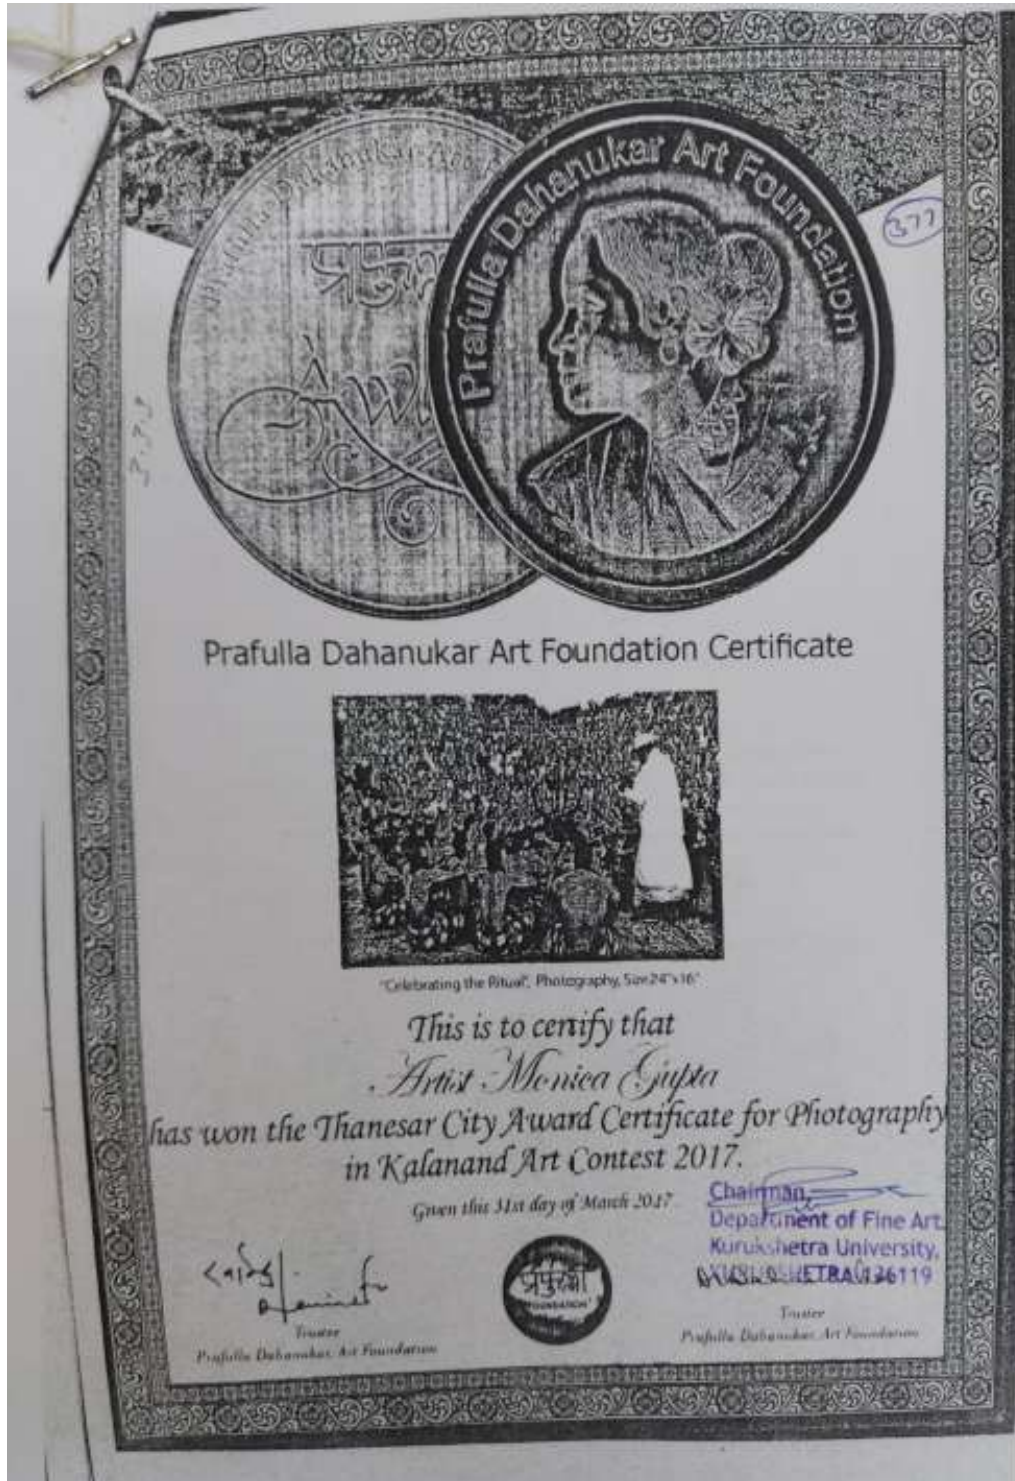 Prafulla Dahanukar Art Foundation
377
Prafulla Dahanukar Art Foundation Certificate
"Celebrating the Ritual", Photography, Size 24"x16"
This is to certify that
Artist Monica Gupta
has won the Thanesar City Award Certificate for Photography
in Kalanand Art Contest 2017.
Given this 31st day of March 2017
Chairman,
Department of Fine Art,
Kurukshetra University,
KURUKSHETRA-136119
FOUNDATION
Trustee
Prafulla Dahanukar Art Foundation
Trustee
Prafulla Dahanukar Art Foundation